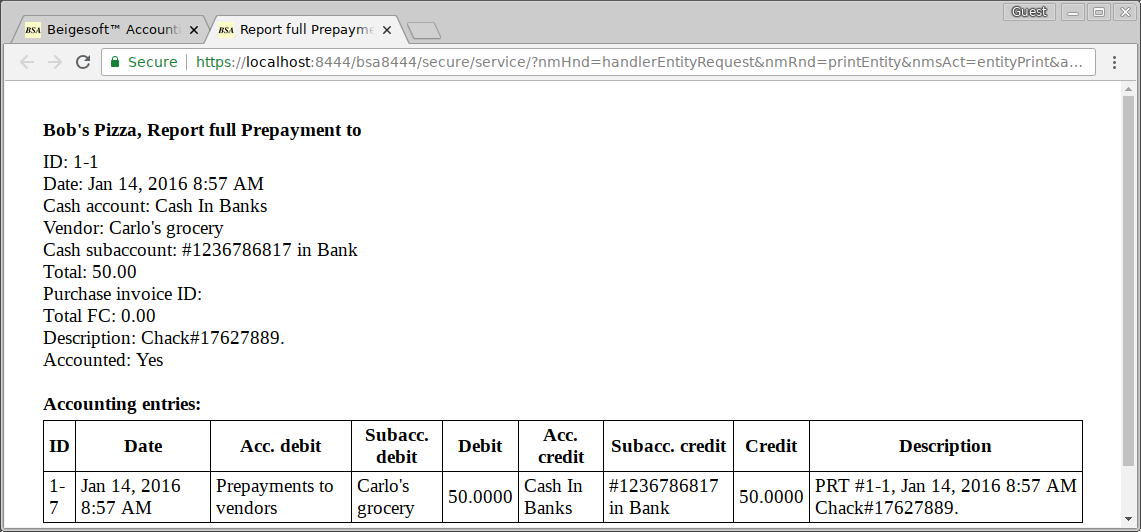 Guest
BSA Beigesoft™ Account
BSA Report full Prepayme
Secure https://localhost:8444/bsa8444/secure/service/?nmHnd=handlerEntityRequest&nmRnd=printEntity&nmsAct=entityPrint&a...
Bob's Pizza, Report full Prepayment to
ID: 1-1
Date: Jan 14, 2016 8:57 AM
Cash account: Cash In Banks
Vendor: Carlo's grocery
Cash subaccount: #1236786817 in Bank
Total: 50.00
Purchase invoice ID:
Total FC: 0.00
Description: Chack#17627889.
Accounted: Yes
Accounting entries:
ID Date Acc. debit Subacc. debit Debit Acc. credit Subacc. credit Credit Description
1-7 Jan 14, 2016 8:57 AM Prepayments to vendors Carlo's grocery 50.0000 Cash In Banks #1236786817 in Bank 50.0000 PRT #1-1, Jan 14, 2016 8:57 AM Chack#17627889.